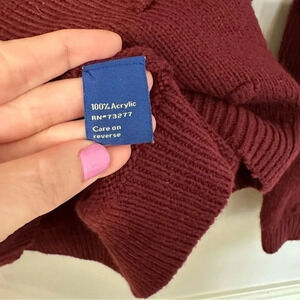 100% Acrylic
RN#73277
Care on
reverse